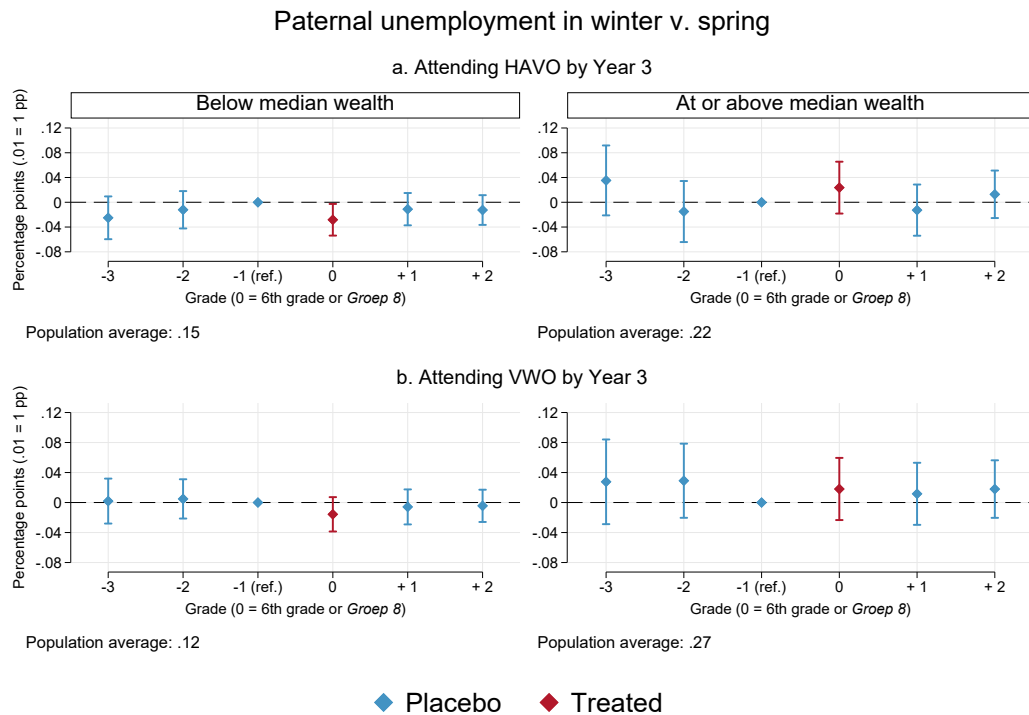 Paternal unemployment in winter v. spring
a. Attending HAVO by Year 3
Below median wealth
At or above median wealth
Percentage points (.01 = 1 pp)
.12
.08
.04
0
-.04
-.08
-3 -2 -1 (ref.) 0 + 1 + 2
Grade (0 = 6th grade or Groep 8)
Population average: .15
.12
.08
.04
0
-.04
-.08
-3 -2 -1 (ref.) 0 + 1 + 2
Grade (0 = 6th grade or Groep 8)
Population average: .22
b. Attending VWO by Year 3
Percentage points (.01 = 1 pp)
.12
.08
.04
0
-.04
-.08
-3 -2 -1 (ref.) 0 + 1 + 2
Grade (0 = 6th grade or Groep 8)
Population average: .12
.12
.08
.04
0
-.04
-.08
-3 -2 -1 (ref.) 0 + 1 + 2
Grade (0 = 6th grade or Groep 8)
Population average: .27
Placebo Treated